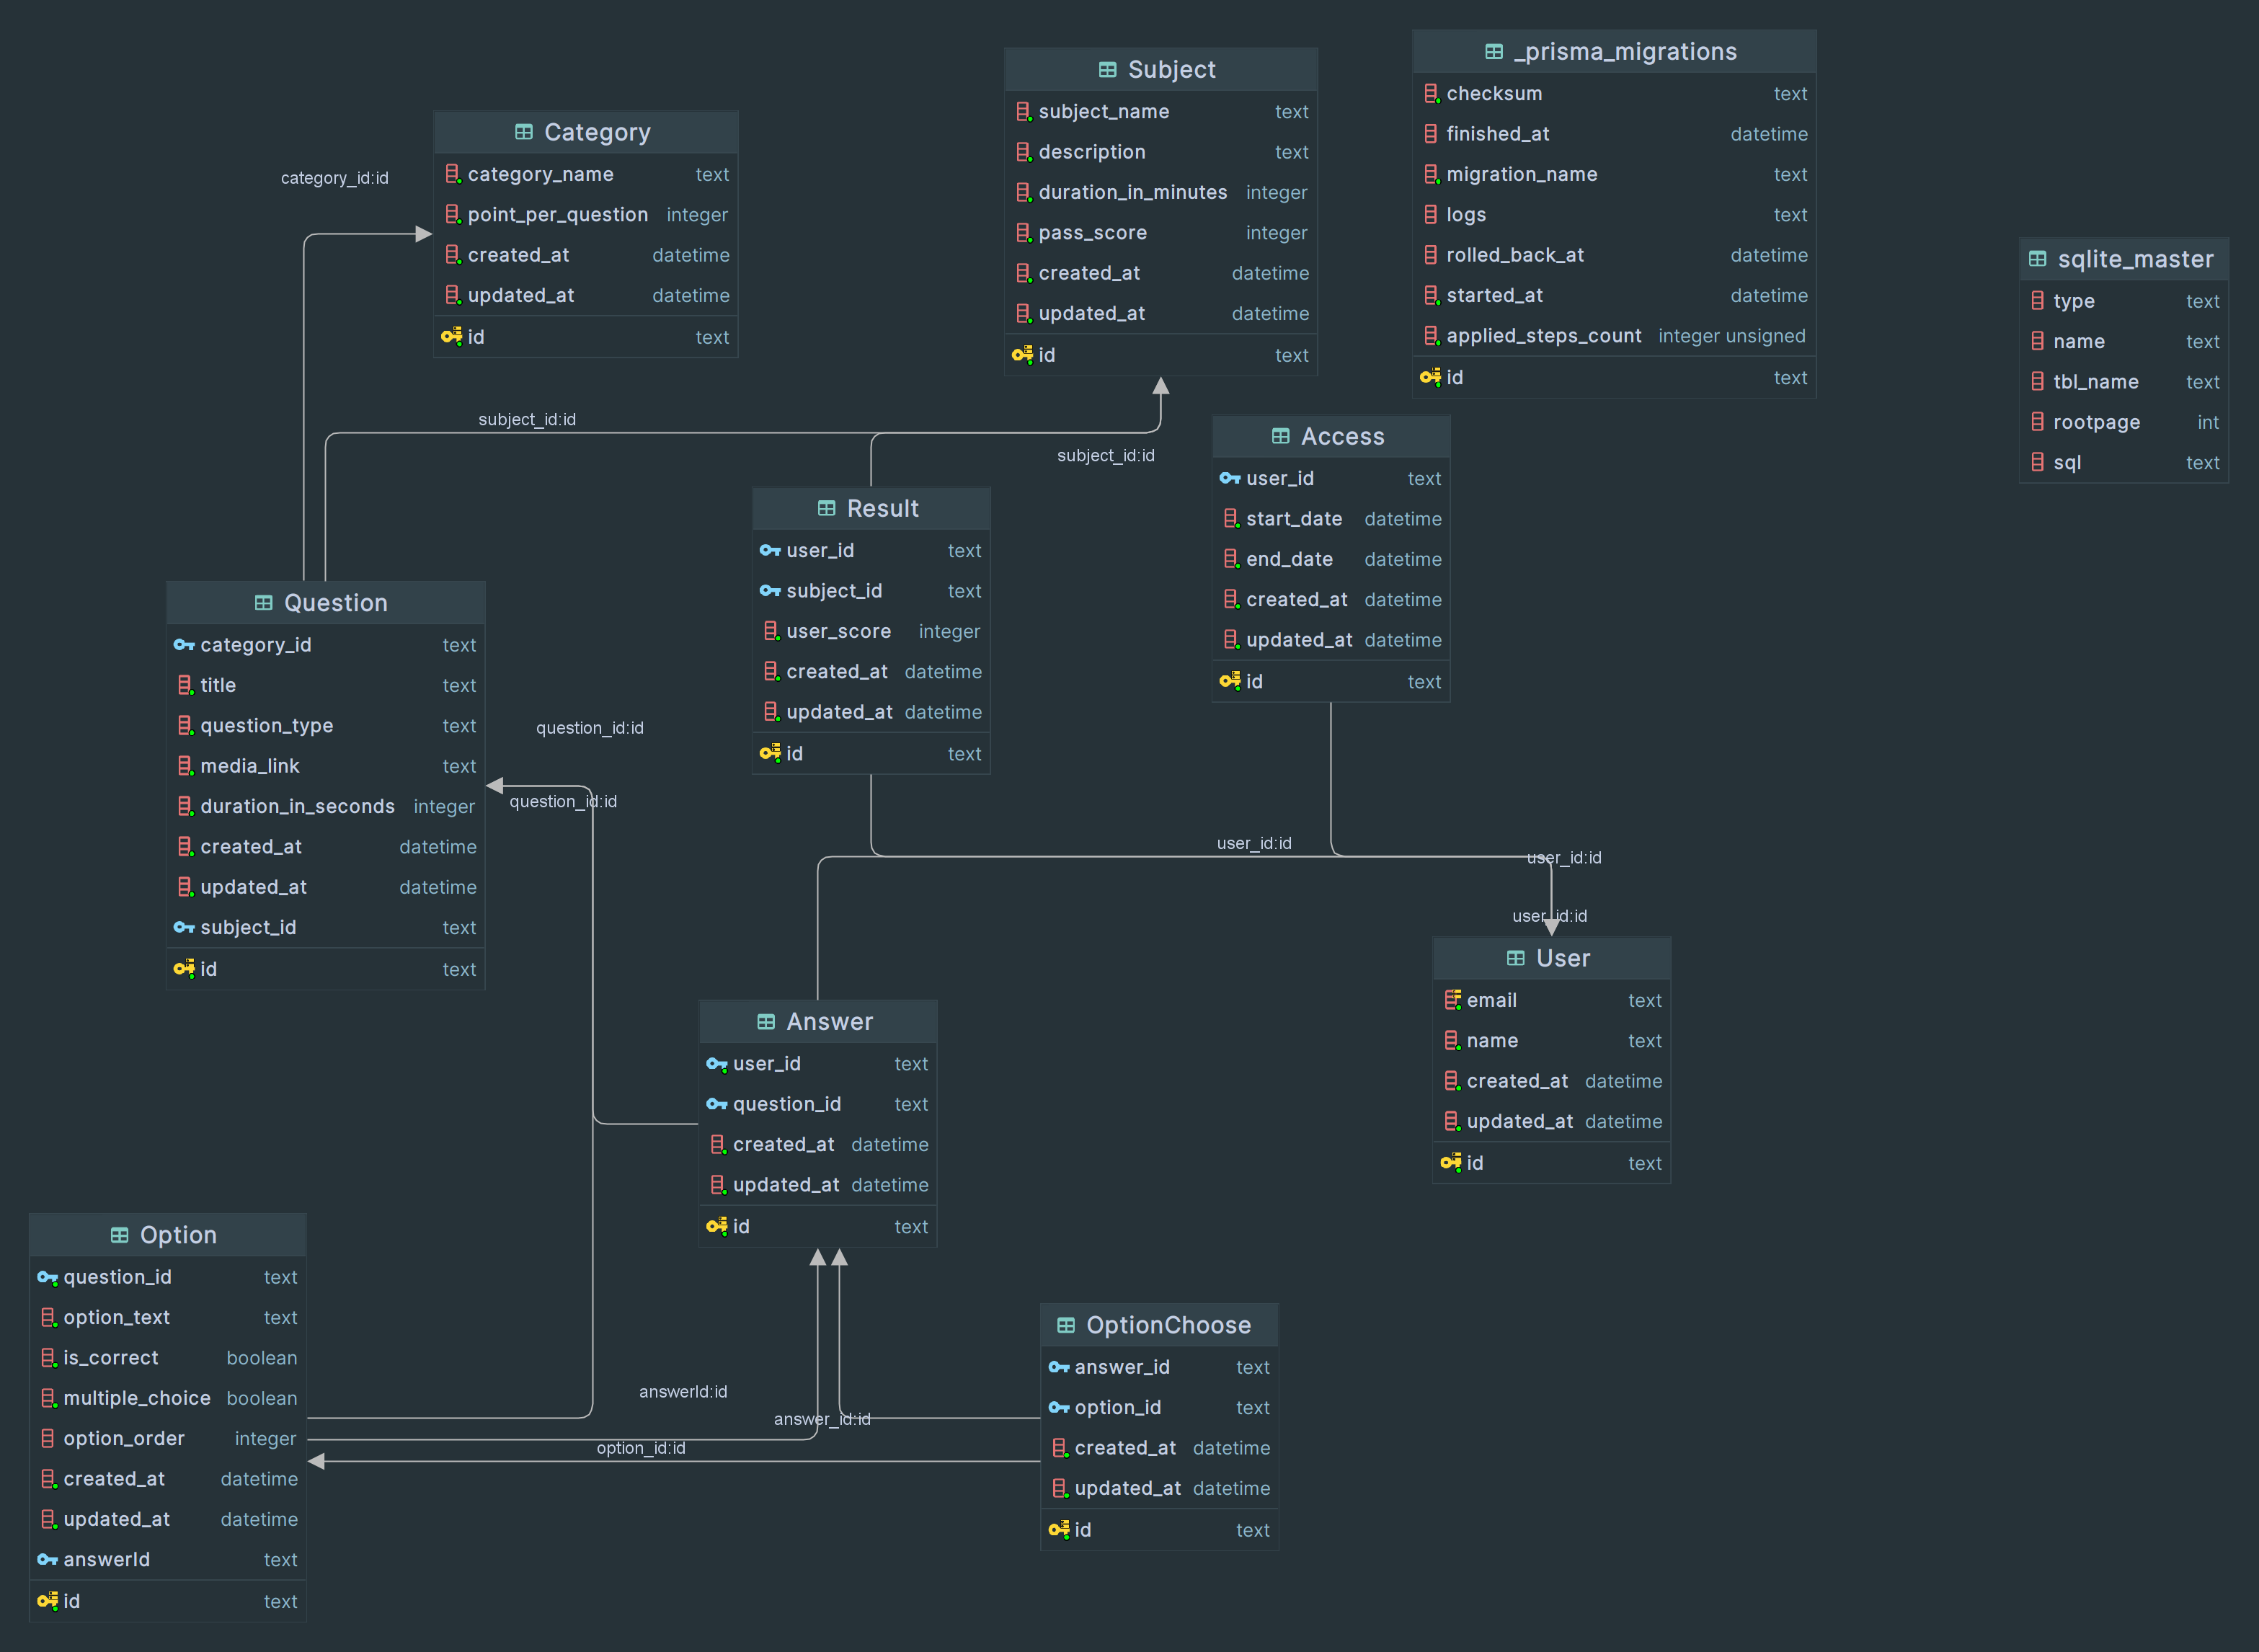 _prisma_migrations
checksum text
finished_at datetime
migration_name text
logs text
rolled_back_at datetime
started_at datetime
applied_steps_count integer unsigned
id text
Subject
subject_name text
description text
duration_in_minutes integer
pass_score integer
created_at datetime
updated_at datetime
id text
Category
category_name text
point_per_question integer
created_at datetime
updated_at datetime
id text
category_id:id
sqlite_master
type text
name text
tbl_name text
rootpage int
sql text
subject_id:id
subject_id:id
Access
user_id text
start_date datetime
end_date datetime
created_at datetime
updated_at datetime
id text
Result
user_id text
subject_id text
user_score integer
created_at datetime
updated_at datetime
id text
Question
category_id text
title text
question_type text
media_link text
duration_in_seconds integer
created_at datetime
updated_at datetime
subject_id text
id text
question_id:id
question_id:id
user_id:id
user_id:id
user_id:id
User
email text
name text
created_at datetime
updated_at datetime
id text
Answer
user_id text
question_id text
created_at datetime
updated_at datetime
id text
Option
question_id text
option_text text
is_correct boolean
multiple_choice boolean
option_order integer
created_at datetime
updated_at datetime
answerId text
id text
answerId:id
answer_id:id
option_id:id
OptionChoose
answer_id text
option_id text
created_at datetime
updated_at datetime
id text